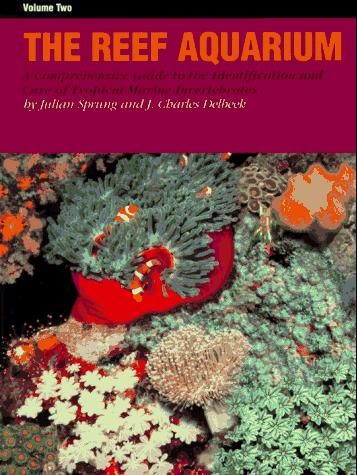 Volume Two
THE REEF AQUARIUM
A Comprehensive Guide to the Identification and
Care of Tropical Marine Invertebrates
by Julian Sprung and J. Charles Delbeek